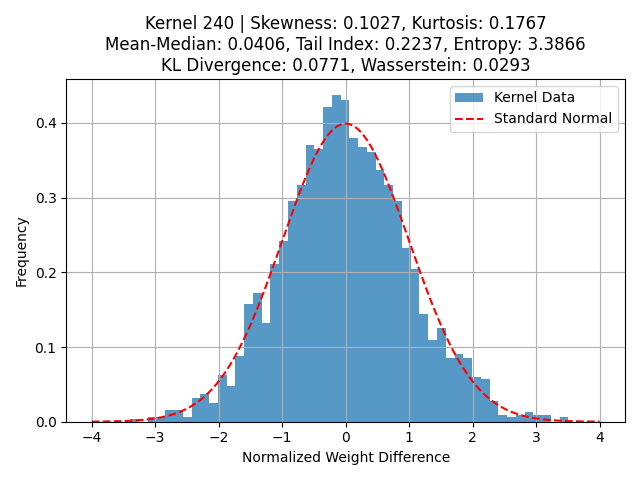 Kernel 240 | Skewness: 0.1027, Kurtosis: 0.1767
Mean-Median: 0.0406, Tail Index: 0.2237, Entropy: 3.3866
KL Divergence: 0.0771, Wasserstein: 0.0293
Kernel Data
Standard Normal
Frequency
0.4
0.3
0.2
0.1
0.0
−4 −3 −2 −1 0 1 2 3 4
Normalized Weight Difference